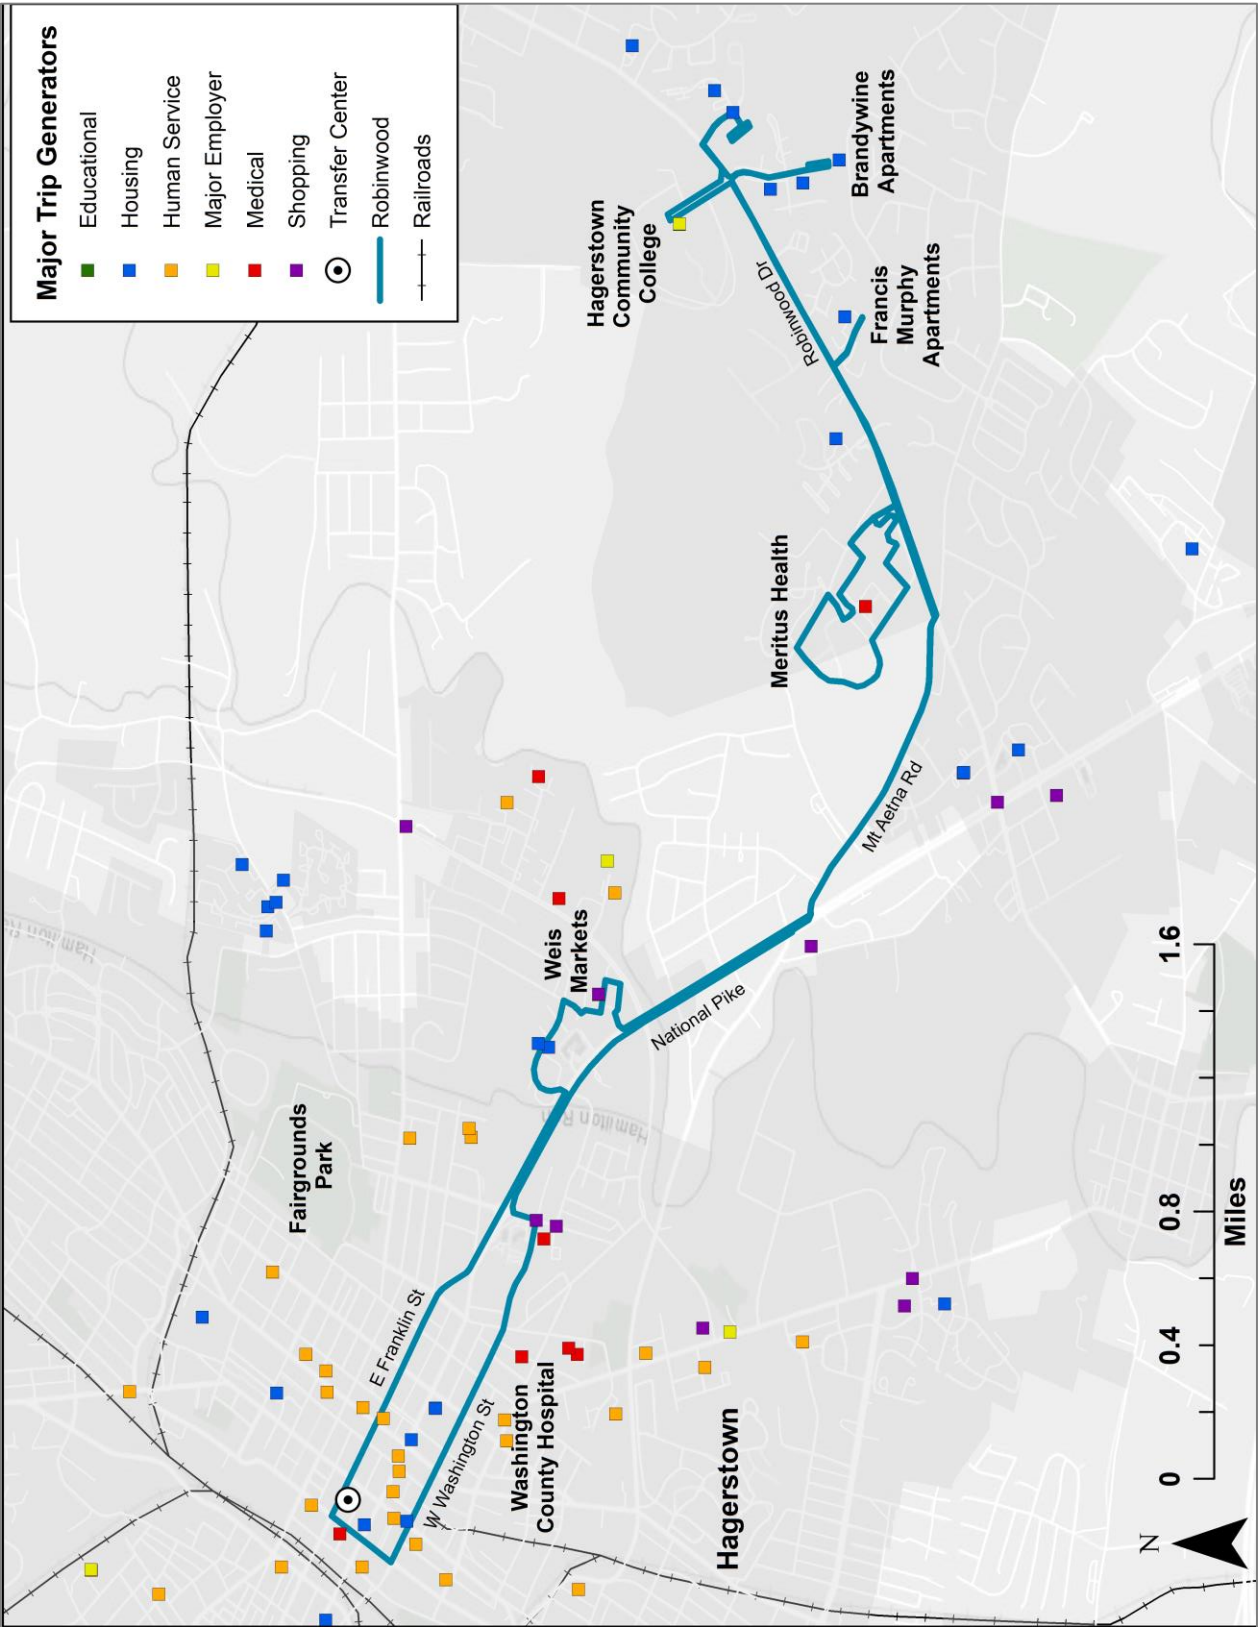 Major Trip Generators
Educational
Housing
Human Service
Major Employer
Medical
Shopping
Transfer Center
Robinwood
Railroads
Hagerstown
Community
College
Brandywine
Apartments
Robinwood Dr
Francis
Murphy
Apartments
Meritus Health
Mt Aetna Rd
Weis
Markets
National Pike
Hamilton Run
Fairgrounds
Park
E Franklin St
W Washington St
Washington
County Hospital
Hagerstown
N
0
0.4
0.8
1.6
Miles